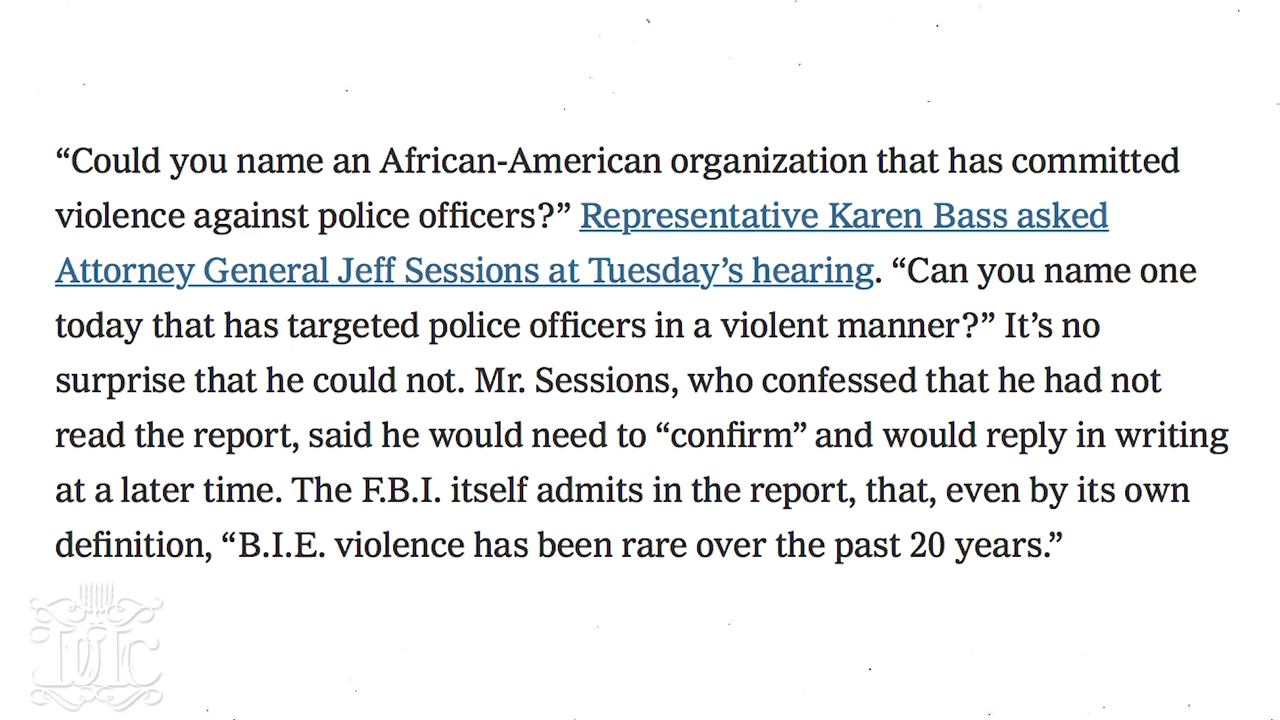 “Could you name an African-American organization that has committed
violence against police officers?” Representative Karen Bass asked
Attorney General Jeff Sessions at Tuesday’s hearing. “Can you name one
today that has targeted police officers in a violent manner?” It’s no
surprise that he could not. Mr. Sessions, who confessed that he had not
read the report, said he would need to “confirm” and would reply in writing
at a later time. The F.B.I. itself admits in the report, that, even by its own
definition, “B.I.E. violence has been rare over the past 20 years.”